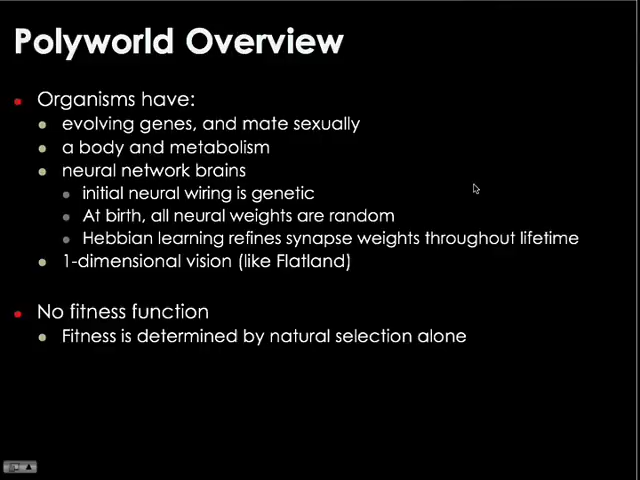 Polyworld Overview
Organisms have:
evolving genes, and mate sexually
a body and metabolism
neural network brains
initial neural wiring is genetic
At birth, all neural weights are random
Hebbian learning refines synapse weights throughout lifetime
1-dimensional vision (like Flatland)
No fitness function
Fitness is determined by natural selection alone